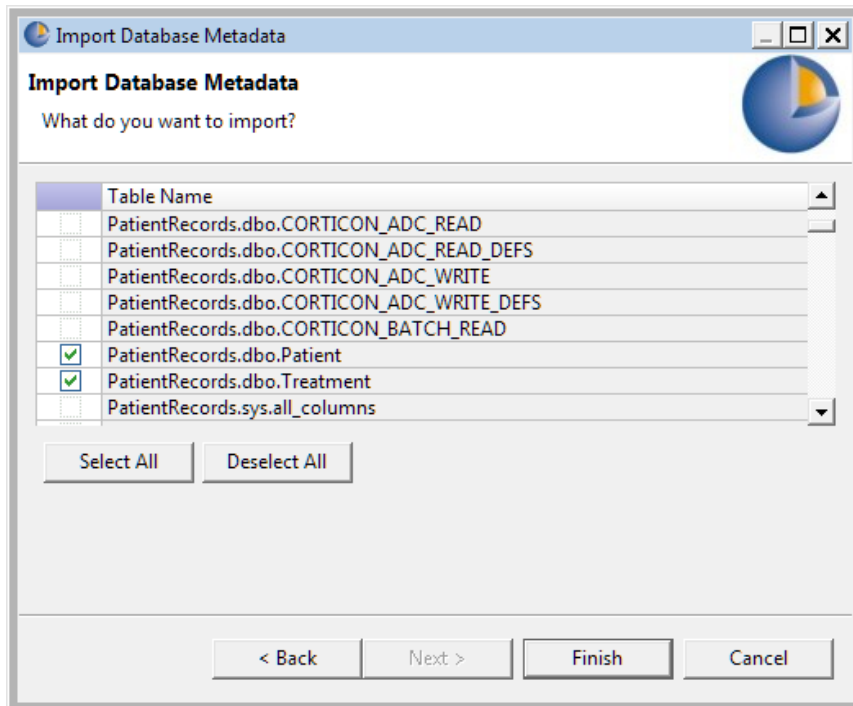 Import Database Metadata
Import Database Metadata
What do you want to import?
Table Name
PatientRecords.dbo.CORTICON_ADC_READ
PatientRecords.dbo.CORTICON_ADC_READ_DEFS
PatientRecords.dbo.CORTICON_ADC_WRITE
PatientRecords.dbo.CORTICON_ADC_WRITE_DEFS
PatientRecords.dbo.CORTICON_BATCH_READ
PatientRecords.dbo.Patient
PatientRecords.dbo.Treatment
PatientRecords.sys.all_columns
Select All Deselect All
< Back Next > Finish Cancel